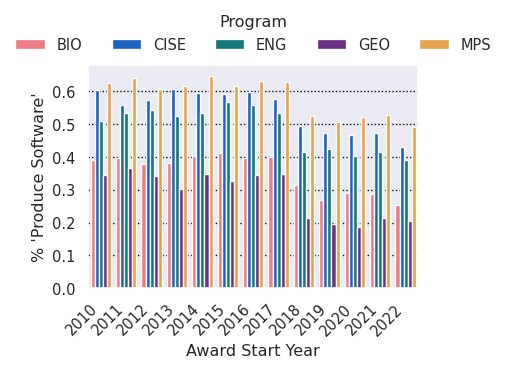 Program
BIO CISE ENG GEO MPS
% 'Produce Software'
0.6
0.5
0.4
0.3
0.2
0.1
0.0
2010 2011 2012 2013 2014 2015 2016 2017 2018 2019 2020 2021 2022
Award Start Year